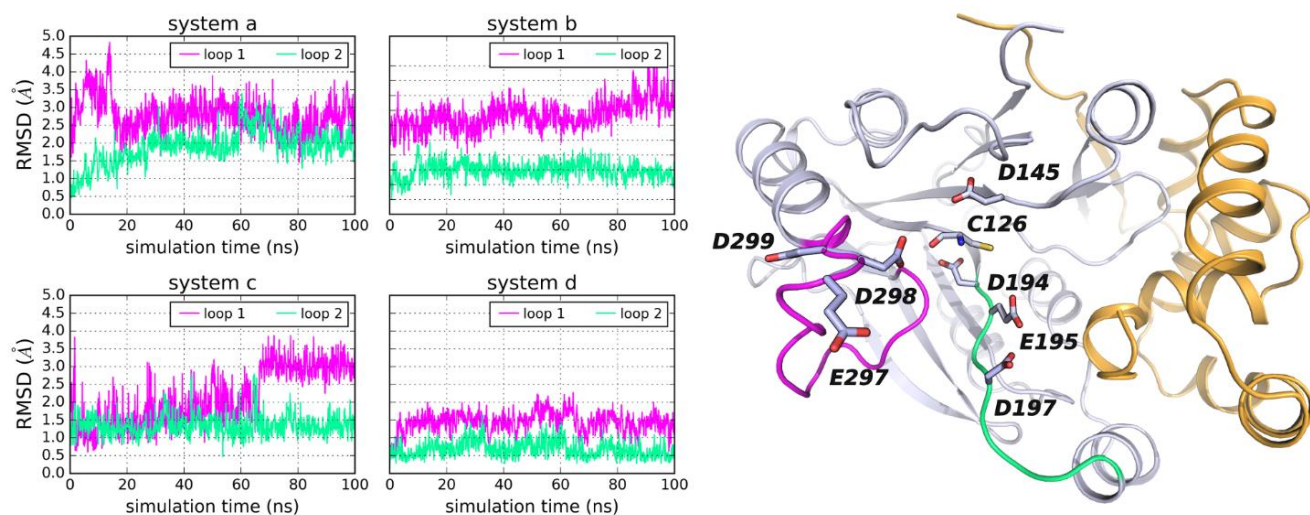 system a
system b
loop 1 loop 2
loop 1 loop 2
RMSD (Å)
5.0
4.5
4.0
3.5
3.0
2.5
2.0
1.5
1.0
0.5
0.0
0 20 40 60 80 100
0 20 40 60 80 100
simulation time (ns)
simulation time (ns)
system c
system d
loop 1 loop 2
loop 1 loop 2
RMSD (Å)
5.0
4.5
4.0
3.5
3.0
2.5
2.0
1.5
1.0
0.5
0.0
0 20 40 60 80 100
0 20 40 60 80 100
simulation time (ns)
simulation time (ns)
D145
C126
D299
D298
D194
E195
E297
D197